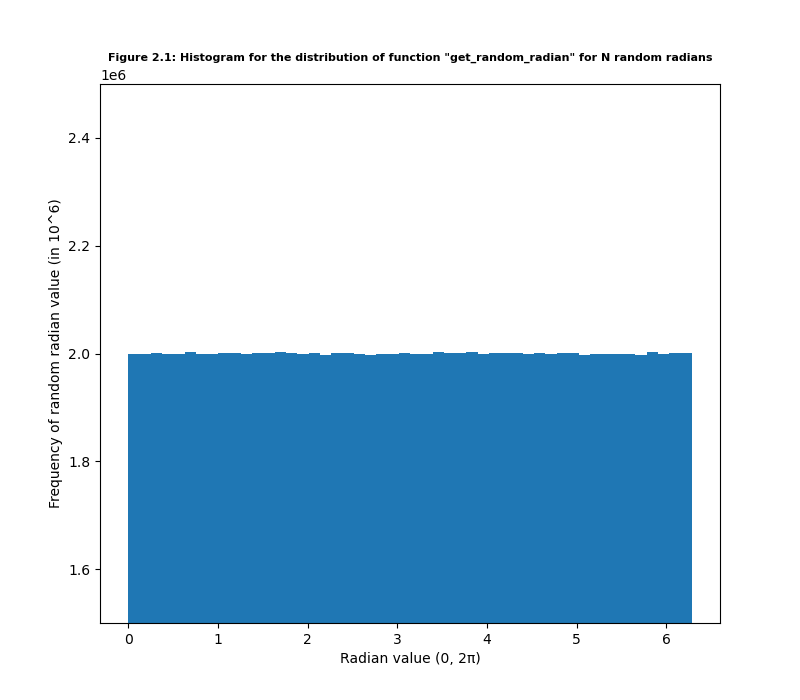 Figure 2.1: Histogram for the distribution of function "get_random_radian" for N random radians
1e6
2.4
2.2
2.0
1.8
1.6
Frequency of random radian value (in 10^6)
0 1 2 3 4 5 6
Radian value (0, 2π)